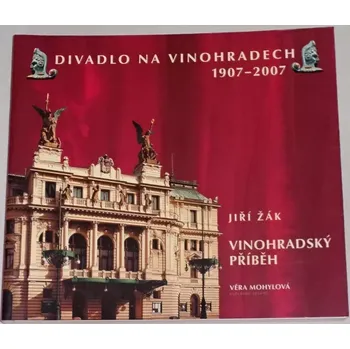 DIVADLO NA VINOHRADECH
1907–2007
JIŘÍ ŽÁK
VINOHRADSKÝ
PŘÍBĚH
VĚRA MOHYLOVÁ